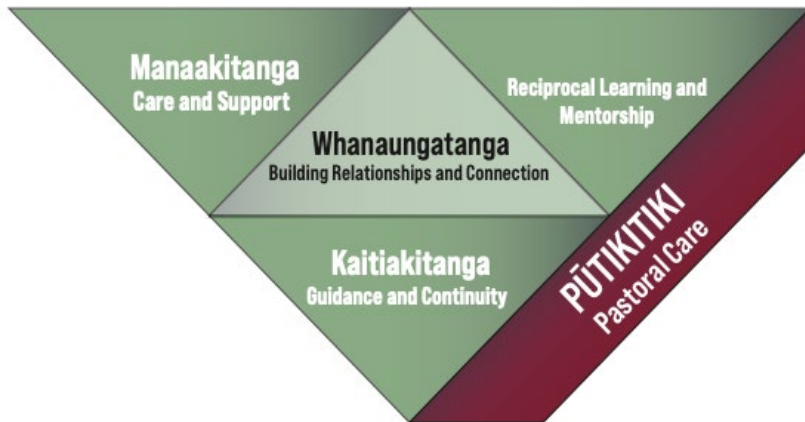 Manaakitanga
Care and Support
Reciprocal Learning and
Mentorship
Whanaungatanga
Building Relationships and Connection
Kaitiakitanga
Guidance and Continuity
PŪTIKITIKI
Pastoral Care